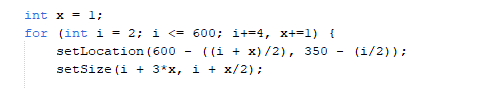 int x = 1;
for (int i = 2; i <= 600; i+=4, x+=1) {
setLocation(600 - ((i + x)/2), 350 - (i/2));
setSize(i + 3*x, i + x/2);